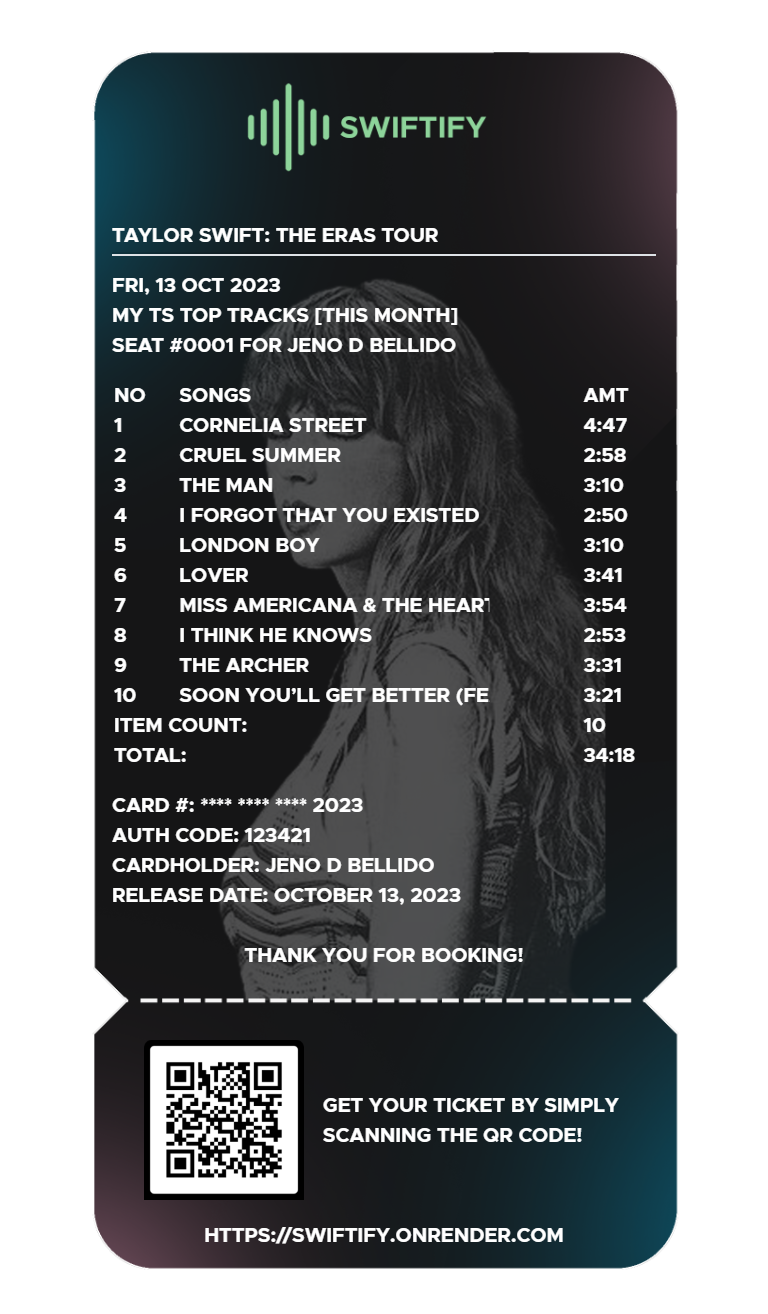 SWIFTIFY
TAYLOR SWIFT: THE ERAS TOUR
FRI, 13 OCT 2023
MY TS TOP TRACKS [THIS MONTH]
SEAT #0001 FOR JENO D BELLIDO
NO SONGS AMT
1 CORNELIA STREET 4:47
2 CRUEL SUMMER 2:58
3 THE MAN 3:10
4 I FORGOT THAT YOU EXISTED 2:50
5 LONDON BOY 3:10
6 LOVER 3:41
7 MISS AMERICANA & THE HEART 3:54
8 I THINK HE KNOWS 2:53
9 THE ARCHER 3:31
10 SOON YOU'LL GET BETTER (FE 3:21
ITEM COUNT: 10
TOTAL: 34:18
CARD #: **** **** **** 2023
AUTH CODE: 123421
CARDHOLDER: JENO D BELLIDO
RELEASE DATE: OCTOBER 13, 2023
THANK YOU FOR BOOKING!
GET YOUR TICKET BY SIMPLY
SCANNING THE QR CODE!
HTTPS://SWIFTIFY.ONRENDER.COM